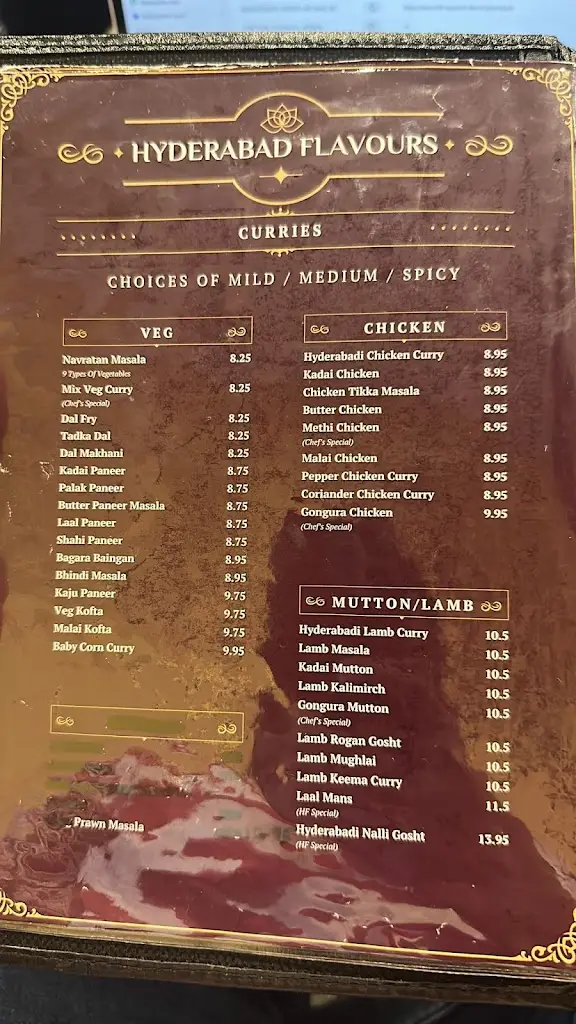 HYDERABAD FLAVOURS
CURRIES
CHOICES OF MILD / MEDIUM / SPICY
VEG
Navratan Masala 8.25
9 Types Of Vegetables
Mix Veg Curry 8.25
(Chef's Special)
Dal Fry 8.25
Tadka Dal 8.25
Dal Makhani 8.25
Kadai Paneer 8.75
Palak Paneer 8.75
Butter Paneer Masala 8.75
Laal Paneer 8.75
Shahi Paneer 8.75
Bagara Baingan 8.95
Bhindi Masala 8.95
Kaju Paneer 9.75
Veg Kofta 9.75
Malai Kofta 9.75
Baby Corn Curry 9.95
Prawn Masala
CHICKEN
Hyderabadi Chicken Curry 8.95
Kadai Chicken 8.95
Chicken Tikka Masala 8.95
Butter Chicken 8.95
Methi Chicken 8.95
(Chef's Special)
Malai Chicken 8.95
Pepper Chicken Curry 8.95
Coriander Chicken Curry 8.95
Gongura Chicken 9.95
(Chef's Special)
MUTTON/LAMB
Hyderabadi Lamb Curry 10.5
Lamb Masala 10.5
Kadai Mutton 10.5
Lamb Kalimirch 10.5
Gongura Mutton 10.5
(Chef's Special)
Lamb Rogan Gosht 10.5
Lamb Mughlai 10.5
Lamb Keema Curry 10.5
Laal Mans 11.5
(HF Special)
Hyderabadi Nalli Gosht 13.95
(HF Special)